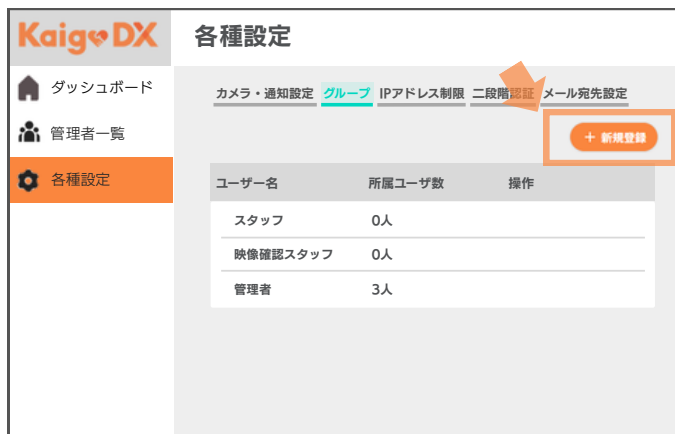 Kaigo DX
各種設定
ダッシュボード
管理者一覧
各種設定
カメラ・通知設定 グループ IPアドレス制限 二段階認証 メール宛先設定
+ 新規登録
ユーザー名 所属ユーザ数 操作
スタッフ 0人
映像確認スタッフ 0人
管理者 3人